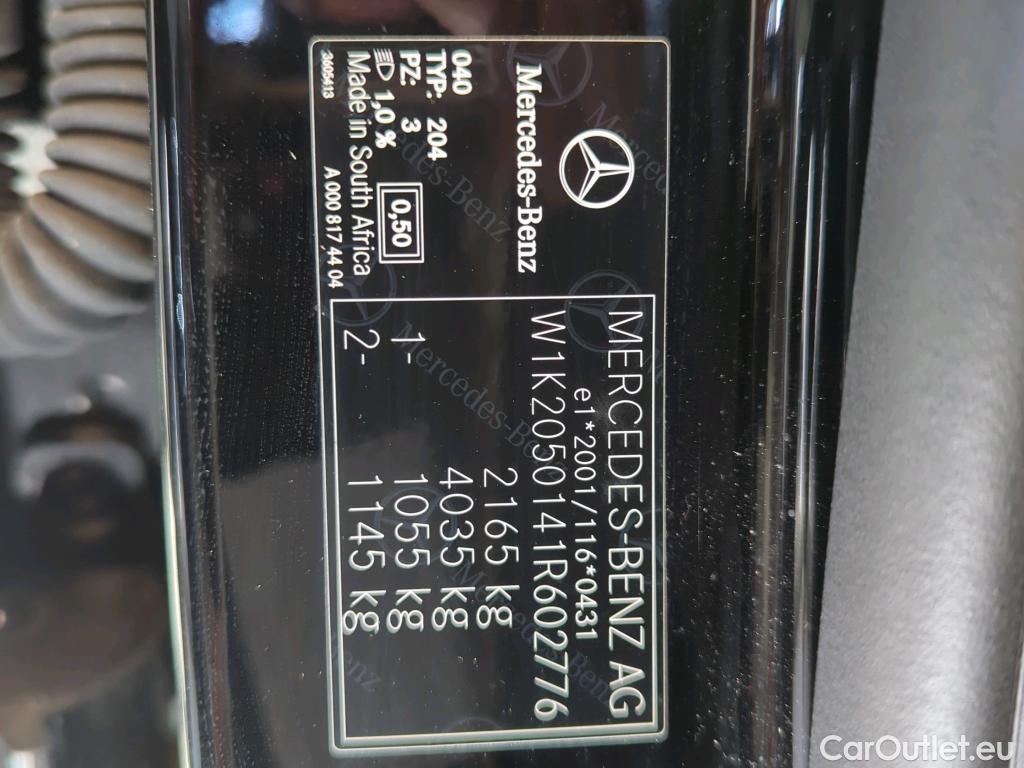 Mercedes-Benz
040
TYP: 204
PZ: 3
1,0 %
0,50
Made in South Africa
3605613
A 000 817 44 04
MERCEDES-BENZ AG
e1*2001/116*0431
W1K2050141R602776
2165 kg
4035 kg
1- 1055 kg
2- 1145 kg
CarOutlet.eu